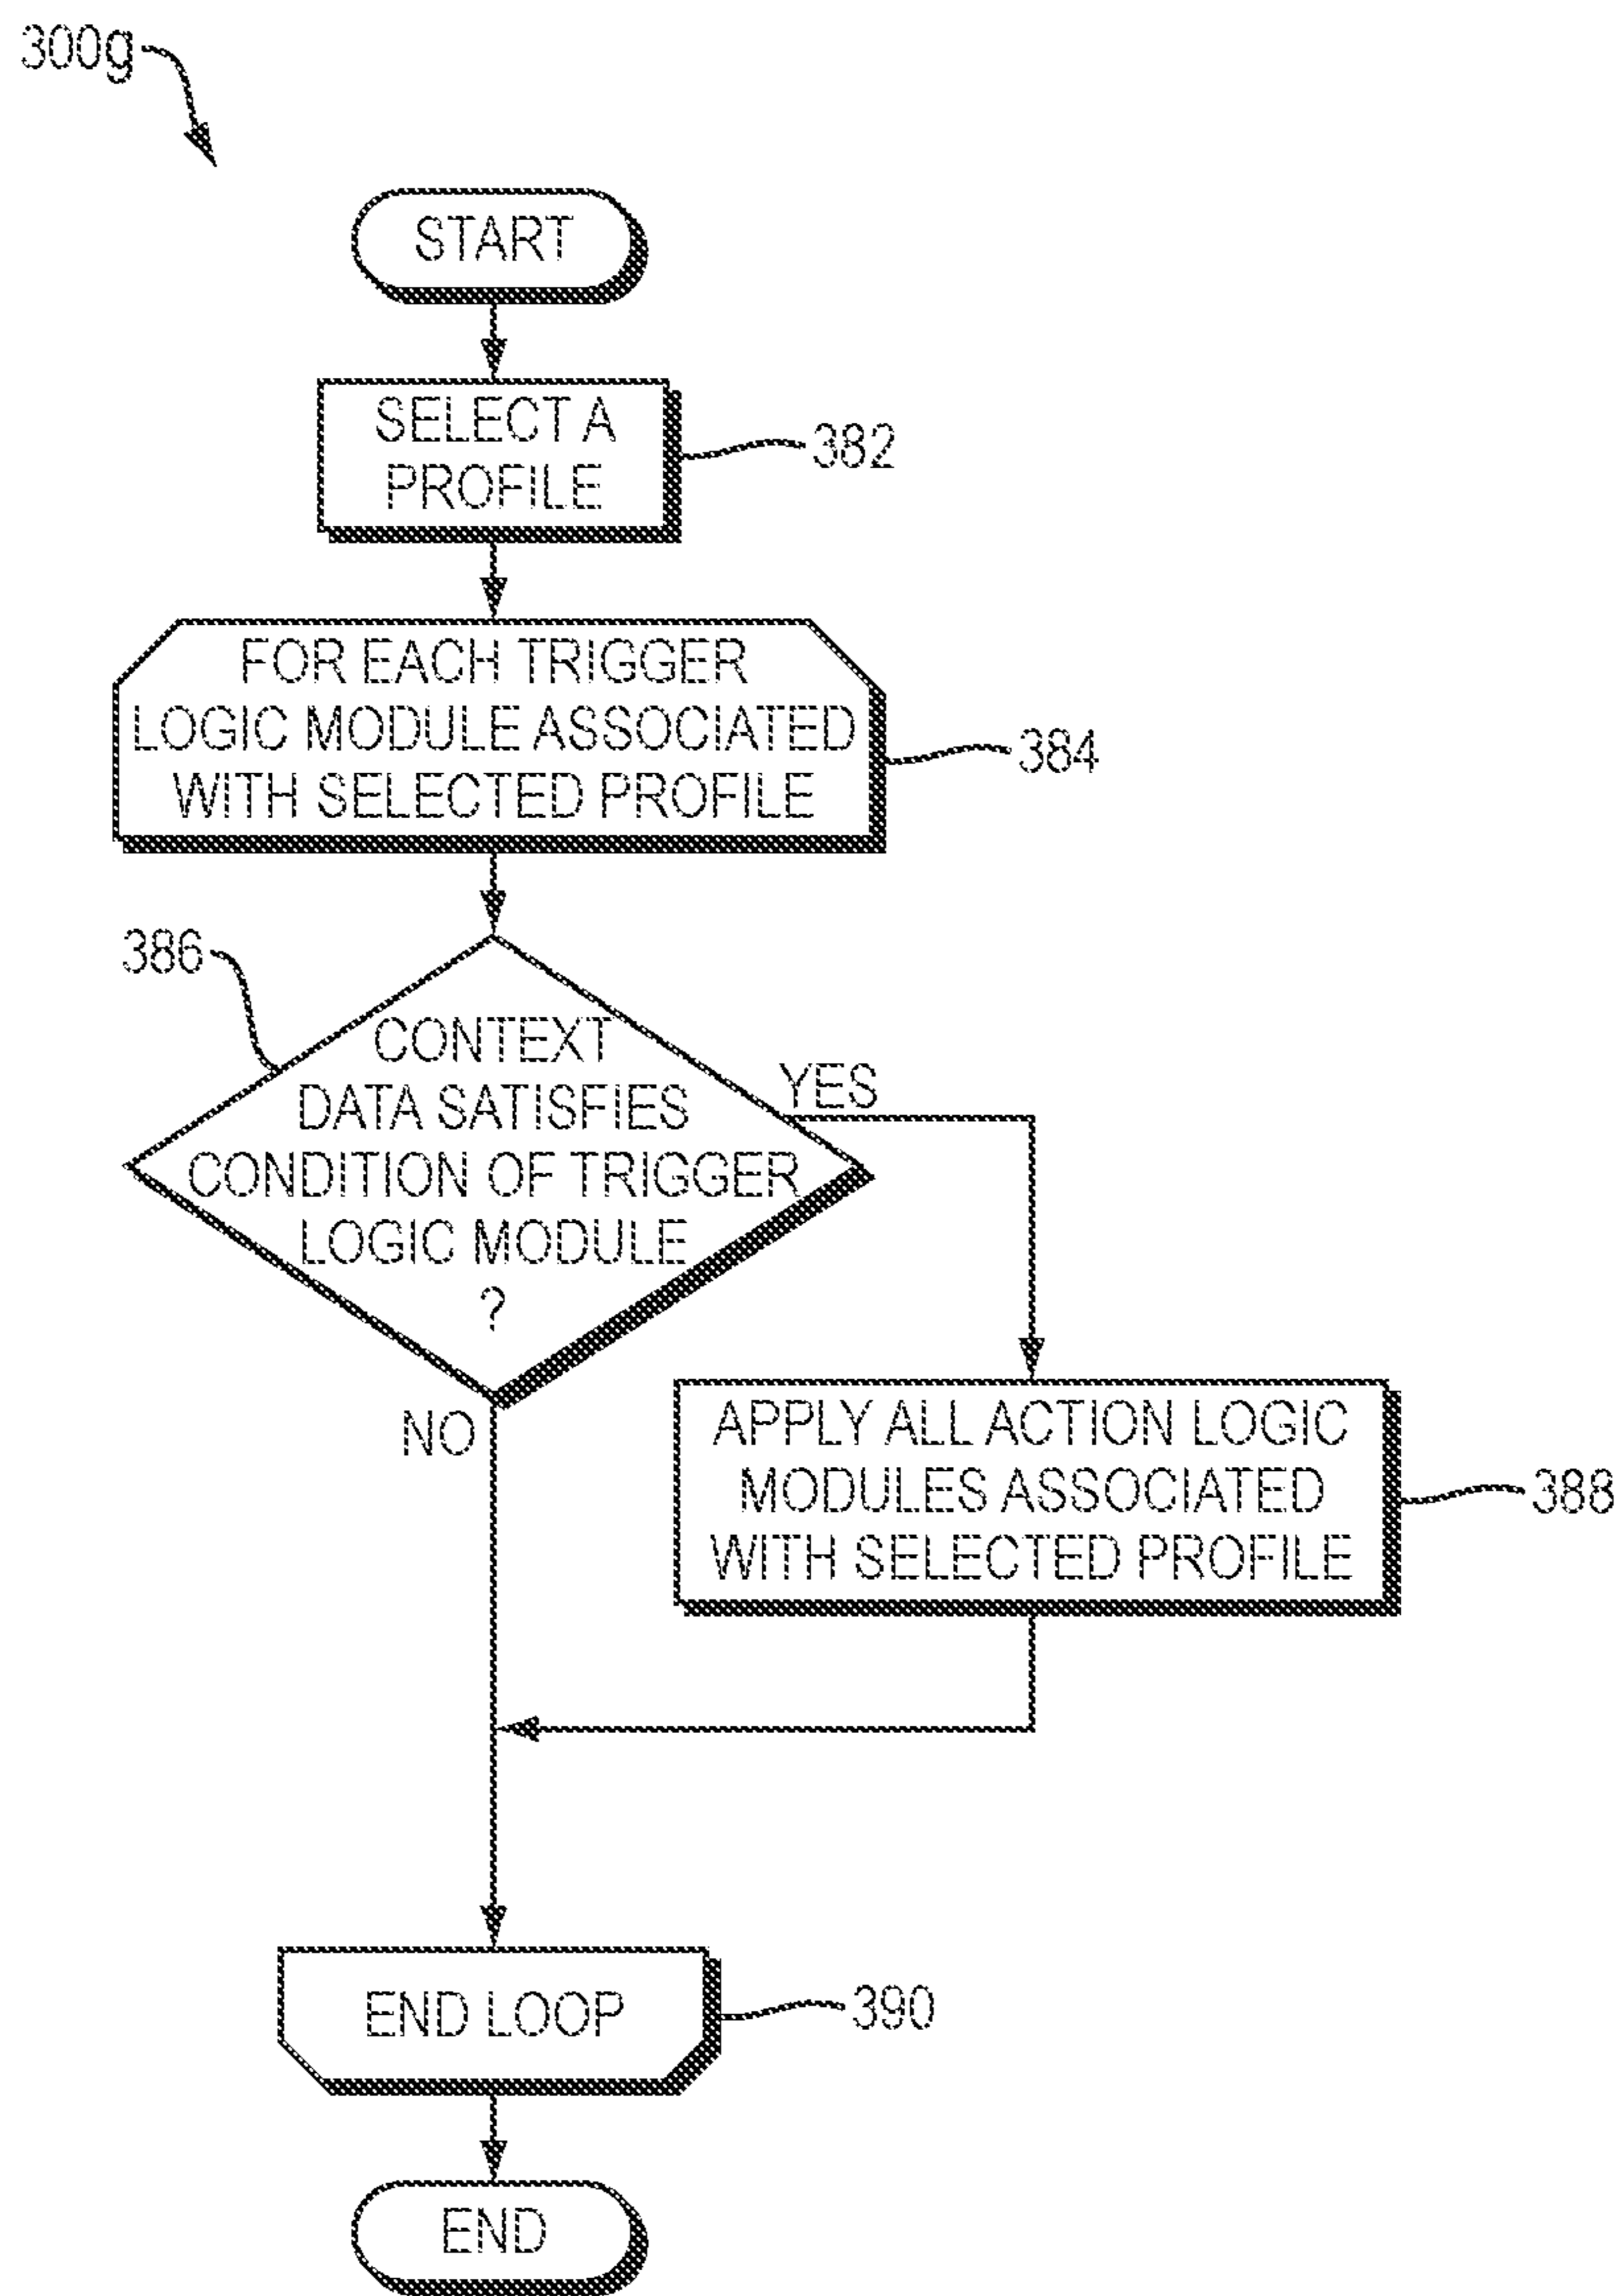 300g
START
SELECT A
PROFILE
382
FOR EACH TRIGGER
LOGIC MODULE ASSOCIATED
WITH SELECTED PROFILE
384
386
CONTEXT
DATA SATISFIES
CONDITION OF TRIGGER
LOGIC MODULE
?
YES
NO
APPLY ALL ACTION LOGIC
MODULES ASSOCIATED
WITH SELECTED PROFILE
388
END LOOP
390
END